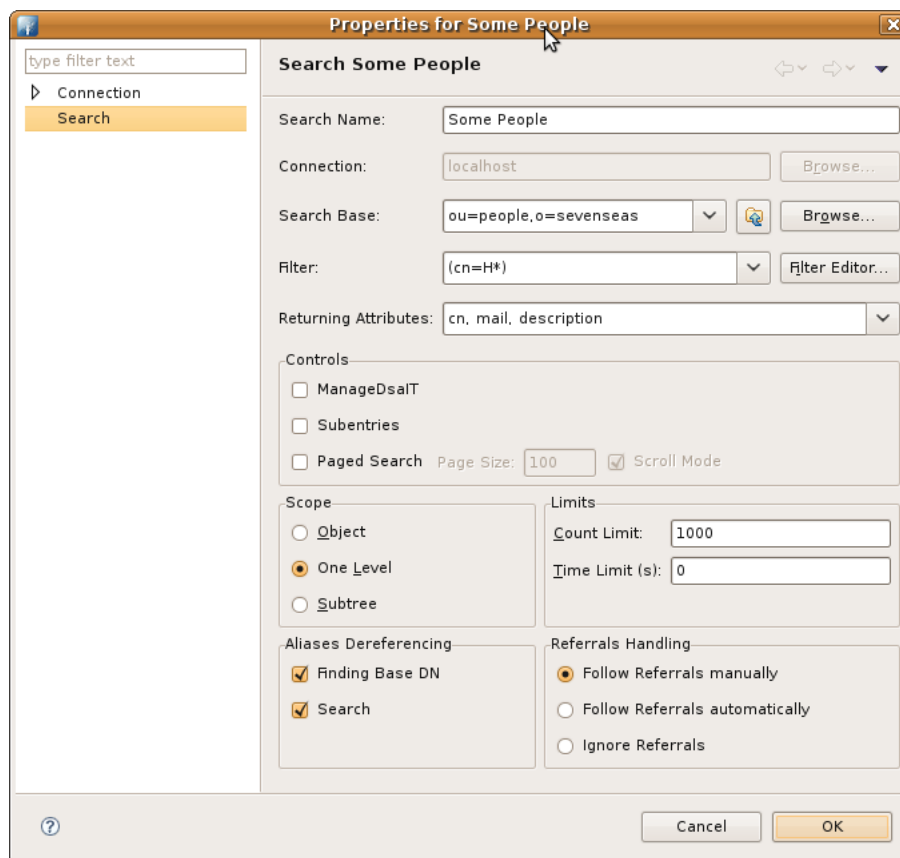 Properties for Some People
type filter text
Connection
Search
Search Some People
Search Name: Some People
Connection: localhost Browse...
Search Base: ou=people,o=sevenseas Browse...
Filter: (cn=H*) Filter Editor...
Returning Attributes: cn, mail, description
Controls
ManageDsaIT
Subentries
Paged Search Page Size: 100 Scroll Mode
Scope
Object
One Level
Subtree
Limits
Count Limit: 1000
Time Limit (s): 0
Aliases Dereferencing
Finding Base DN
Search
Referrals Handling
Follow Referrals manually
Follow Referrals automatically
Ignore Referrals
? Cancel OK